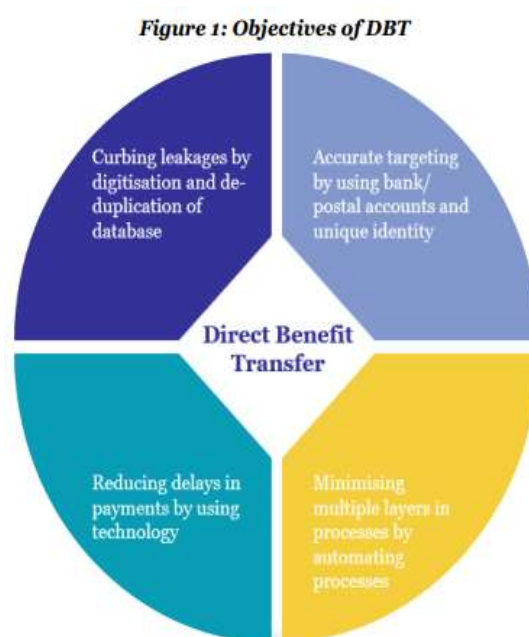 Figure 1: Objectives of DBT
Curbing leakages by
digitisation and de-
duplication of
database
Accurate targeting
by using bank/
postal accounts and
unique identity
Direct Benefit
Transfer
Reducing delays in
payments by using
technology
Minimising
multiple layers in
processes by
automating
processes